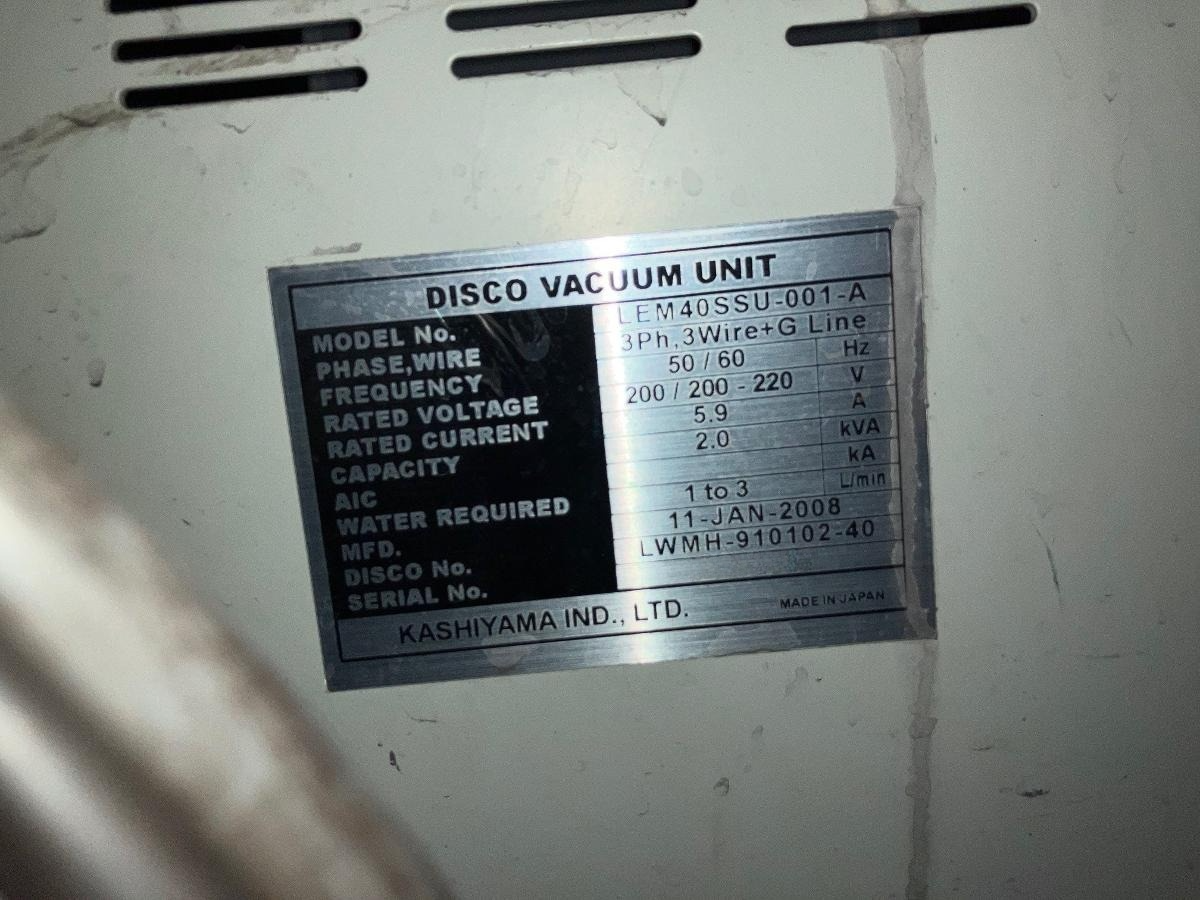 DISCO VACUUM UNIT
MODEL No. LEM40SSU-001-A
PHASE,WIRE 3Ph,3Wire+G Line
FREQUENCY 50 / 60 Hz
RATED VOLTAGE 200 / 200 - 220 V
RATED CURRENT 5.9 A
CAPACITY 2.0 kVA
AIC kA
WATER REQUIRED 1 to 3 L/min
MFD. 11-JAN-2008
DISCO No. LWMH-910102-40
SERIAL No.
KASHIYAMA IND., LTD. MADE IN JAPAN